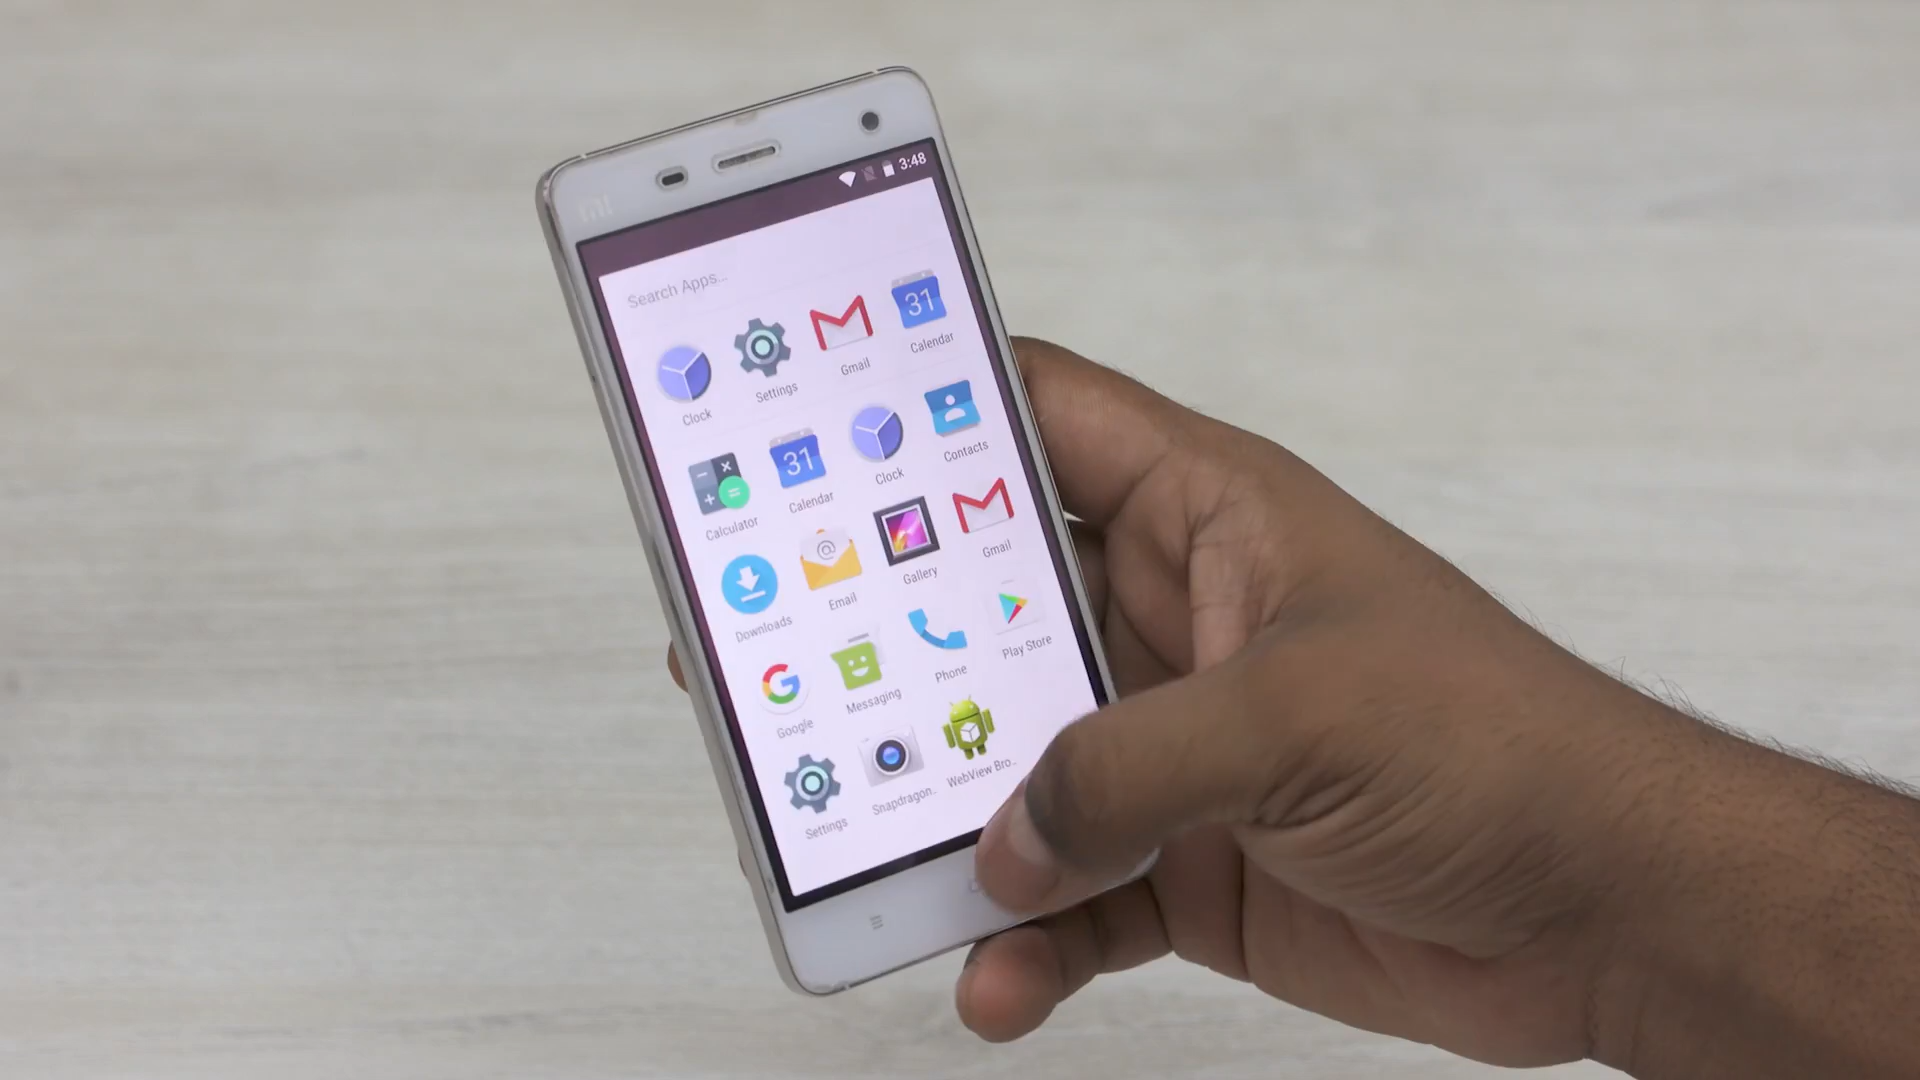 mi
3:48
Search Apps...
Clock
Settings
Gmail
31
Calendar
Calculator
31
Calendar
Clock
Contacts
Downloads
@
Email
Gallery
Gmail
G
Google
Messaging
Phone
Play Store
Settings
Snapdragon..
WebView Bro..